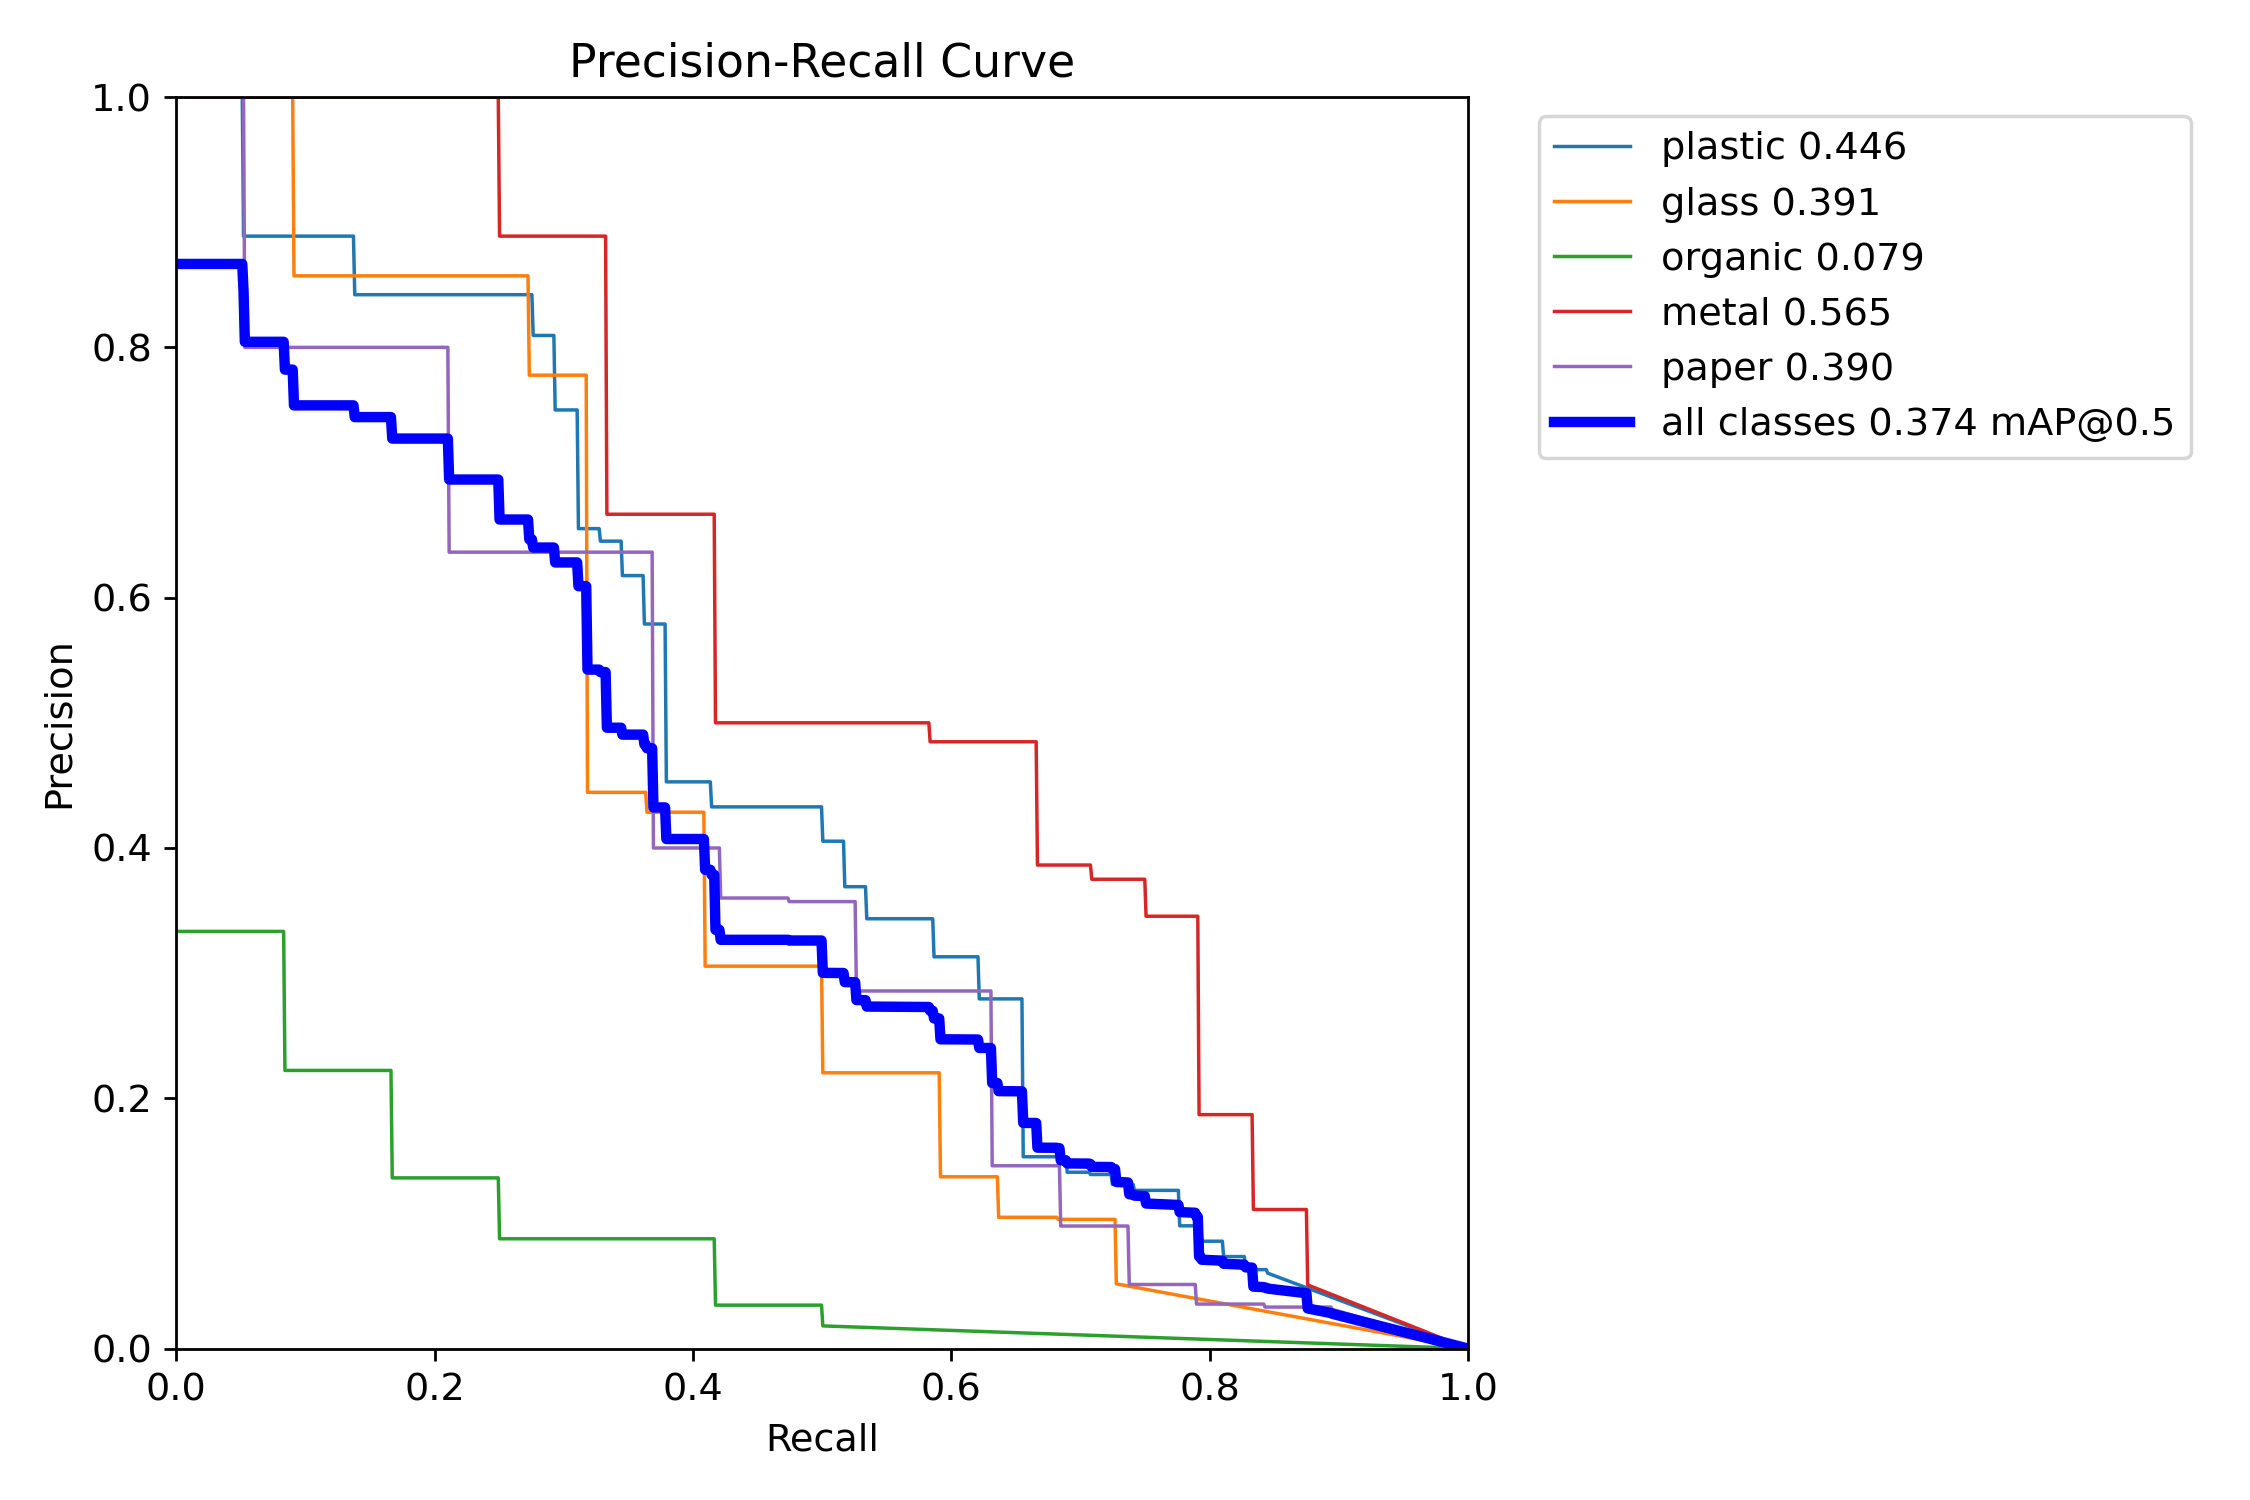 Precision-Recall Curve
1.0
0.8
0.6
0.4
0.2
0.0
Precision
0.0 0.2 0.4 0.6 0.8 1.0
Recall
plastic 0.446
glass 0.391
organic 0.079
metal 0.565
paper 0.390
all classes 0.374 mAP@0.5